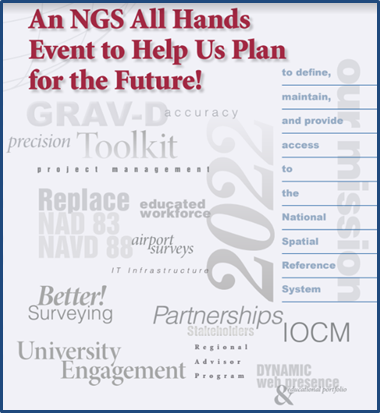 An NGS All Hands
Event to Help Us Plan
for the Future!
GRAV-D
accuracy
precision
Toolkit
project management
Replace
NAD 83
NAVD 88
educated
workforce
airport
surveys
IT Infrastructure
2022
our mission
to define,
maintain,
and provide
access
to
the
National
Spatial
Reference
System
Better!
Surveying
Partnerships
Stakeholders
IOCM
University
Engagement
Regional
Advisor
Program
DYNAMIC
web presence
& educational portfolio